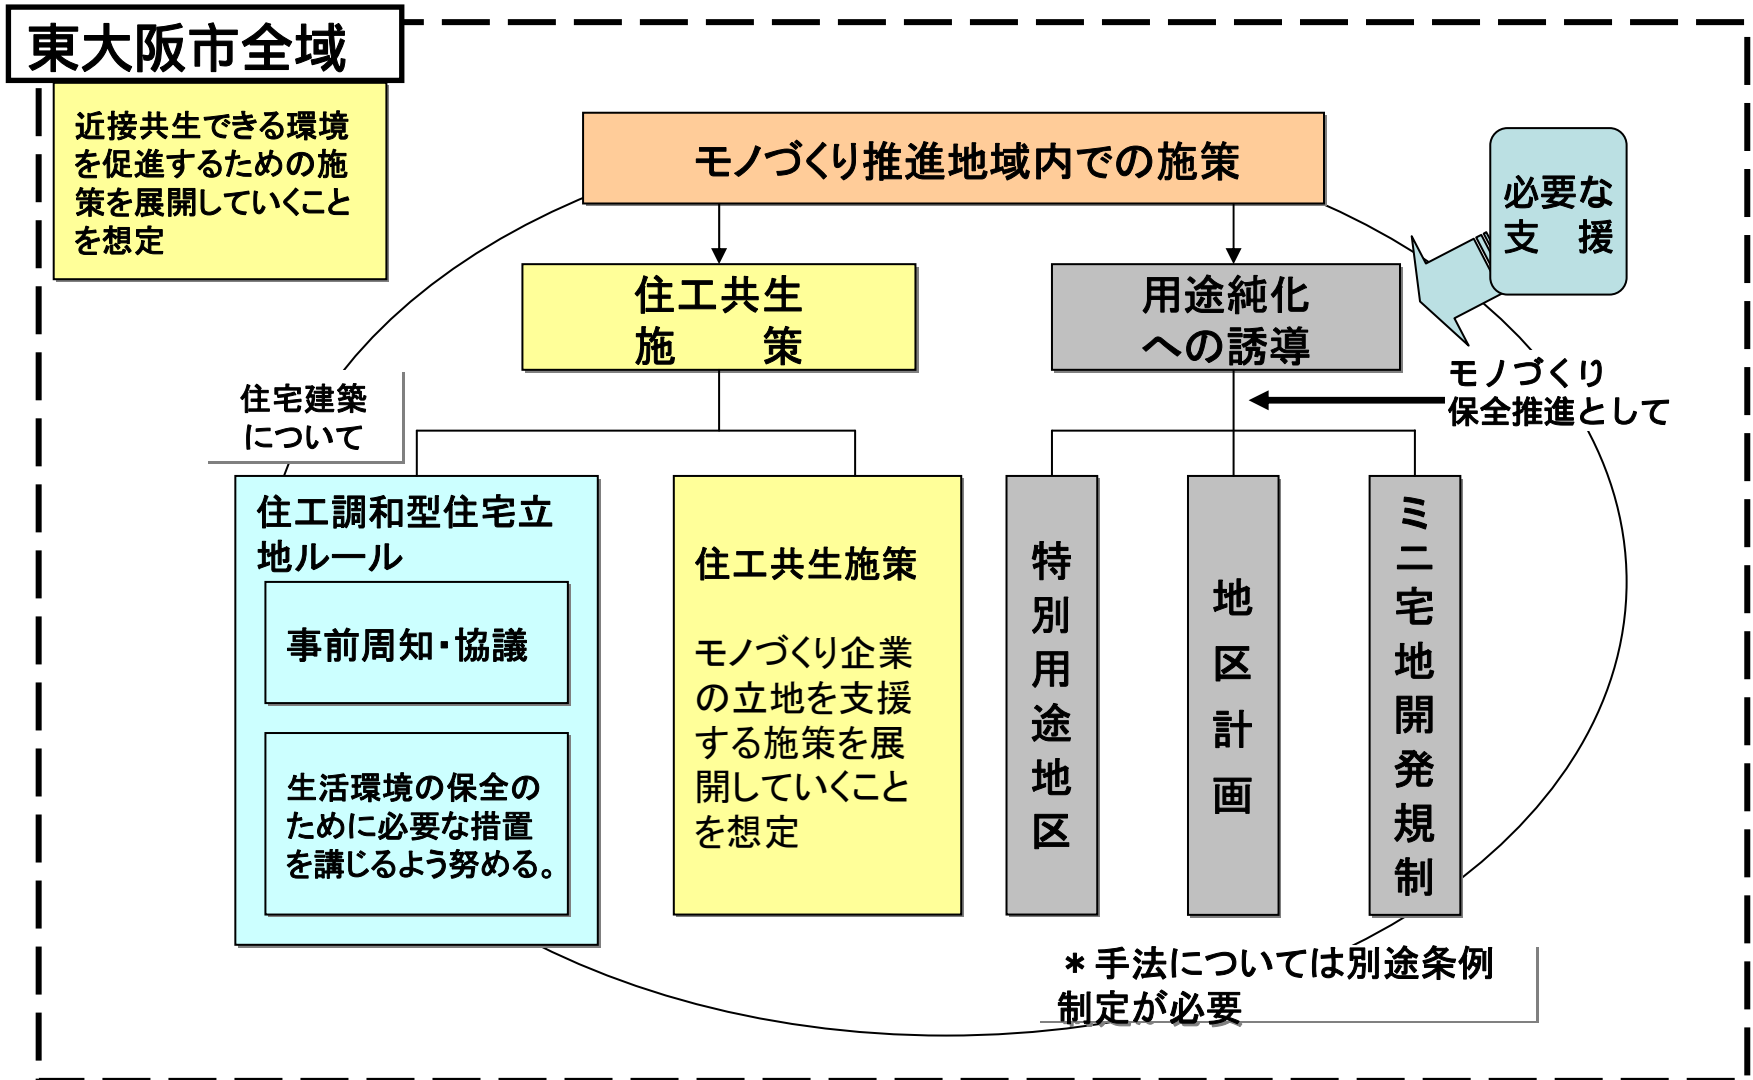 東大阪市全域
近接共生できる環境
を促進するための施
策を展開していくこと
を想定
モノづくり推進地域内での施策
必要な
支　援
住工共生
施　　策
用途純化
への誘導
モノづくり
保全推進として
住宅建築
について
住工調和型住宅立
地ルール
事前周知・協議
生活環境の保全の
ために必要な措置
を講じるよう努める。
住工共生施策
モノづくり企業
の立地を支援
する施策を展
開していくこと
を想定
特別用途地区
地区計画
ミニ宅地開発規制
＊手法については別途条例
制定が必要